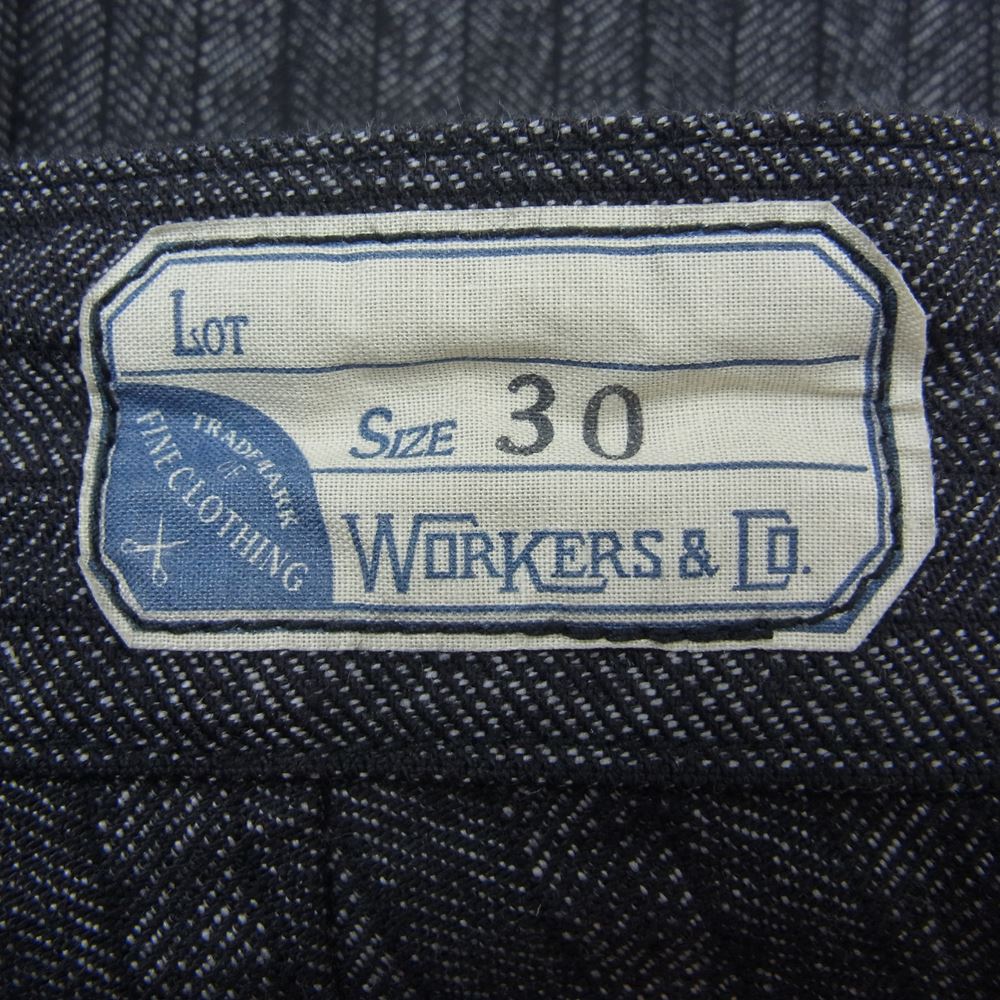 LOT
SIZE 30
TRADEMARK
OF
FINE CLOTHING
WORKERS & CO.